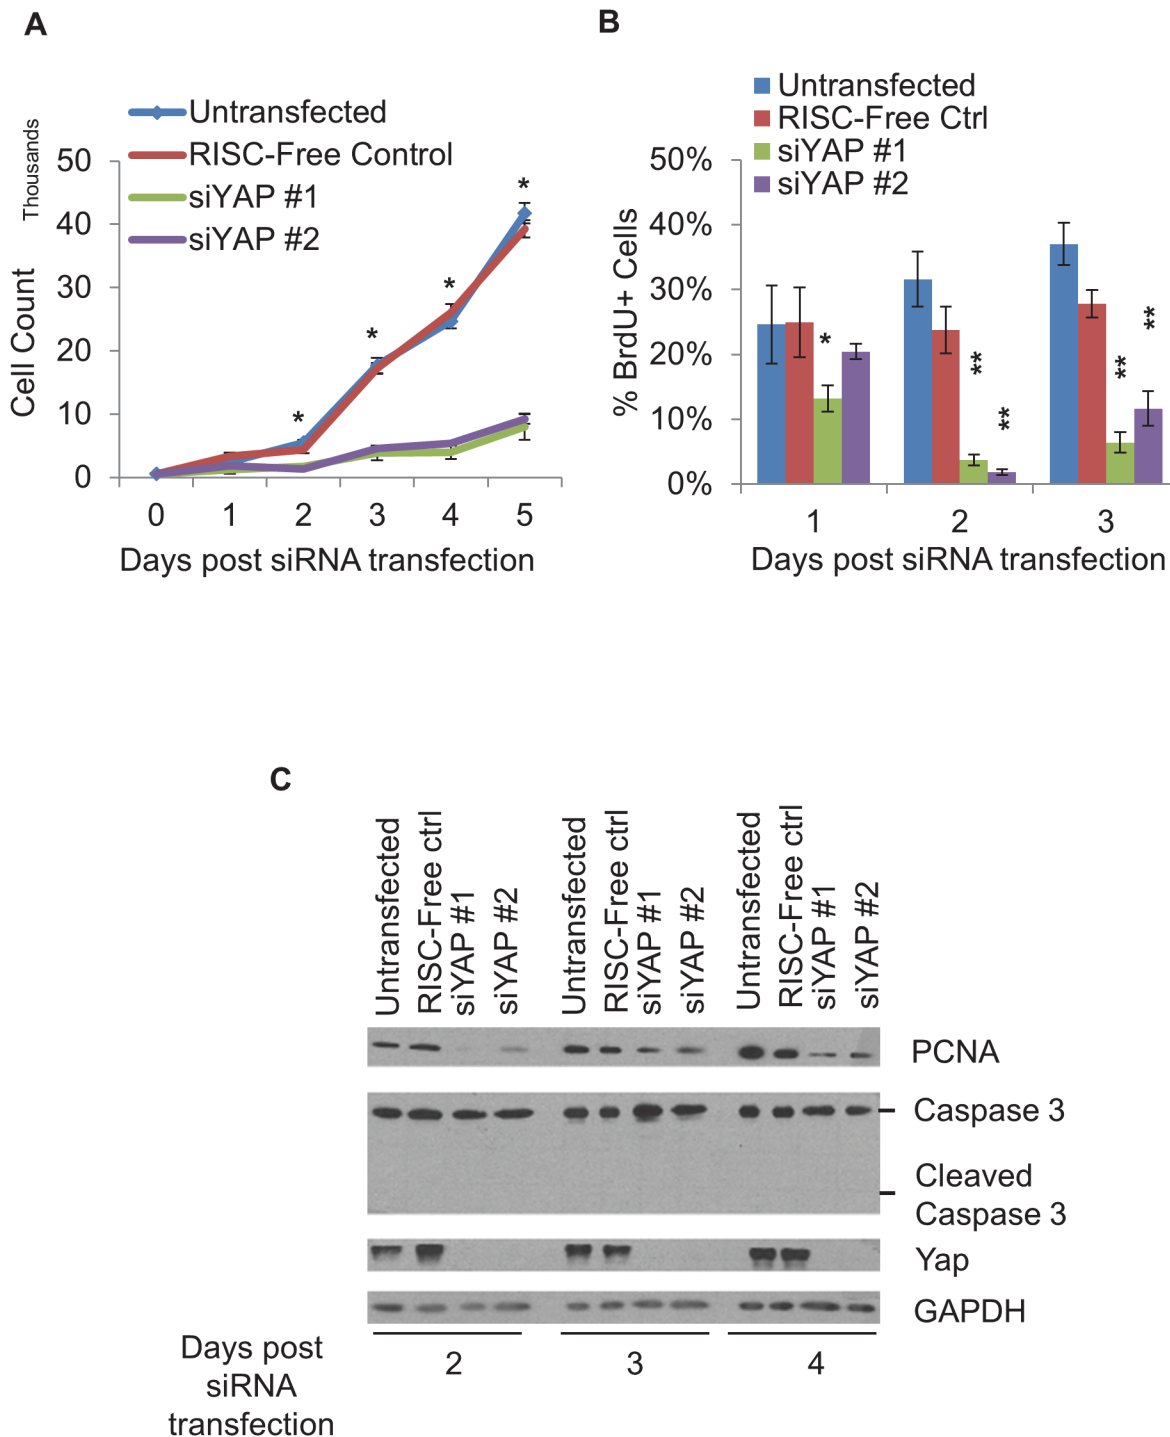 A
Untransfected
RISC-Free Control
siYAP #1
siYAP #2
Thousands
Cell Count
50
40
30
20
10
0
* * * *
0 1 2 3 4 5
Days post siRNA transfection
B
Untransfected
RISC-Free Ctrl
siYAP #1
siYAP #2
% BrdU+ Cells
50%
40%
30%
20%
10%
0%
* ** ** ** **
1 2 3
Days post siRNA transfection
C
Untransfected
RISC-Free ctrl
siYAP #1
siYAP #2
Untransfected
RISC-Free ctrl
siYAP #1
siYAP #2
Untransfected
RISC-Free ctrl
siYAP #1
siYAP #2
PCNA
Caspase 3
Cleaved
Caspase 3
Yap
GAPDH
Days post
siRNA
transfection
2 3 4